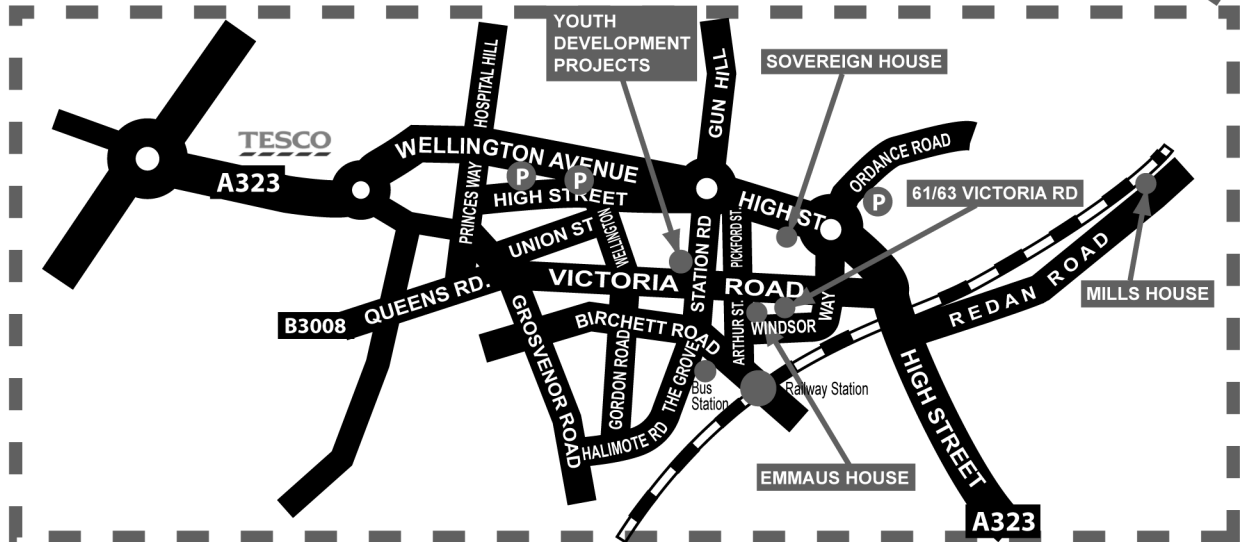 YOUTH
DEVELOPMENT
PROJECTS
SOVEREIGN HOUSE
HOSPITAL HILL
GUN HILL
TESCO
WELLINGTON AVENUE
ORDANCE ROAD
A323
P
P
P
61/63 VICTORIA RD
PRINCES WAY
HIGH STREET
HIGH ST
PICKFORD ST.
UNION ST
WELLINGTON
STATION RD
VICTORIA ROAD
QUEENS RD.
B3008
REDAN ROAD
MILLS HOUSE
GROSVENOR ROAD
BIRCHETT ROAD
GORDON ROAD
THE GROVE
ARTHUR ST.
WINDSOR WAY
Bus
Station
Railway Station
HALIMOTE RD
HIGH STREET
EMMAUS HOUSE
A323